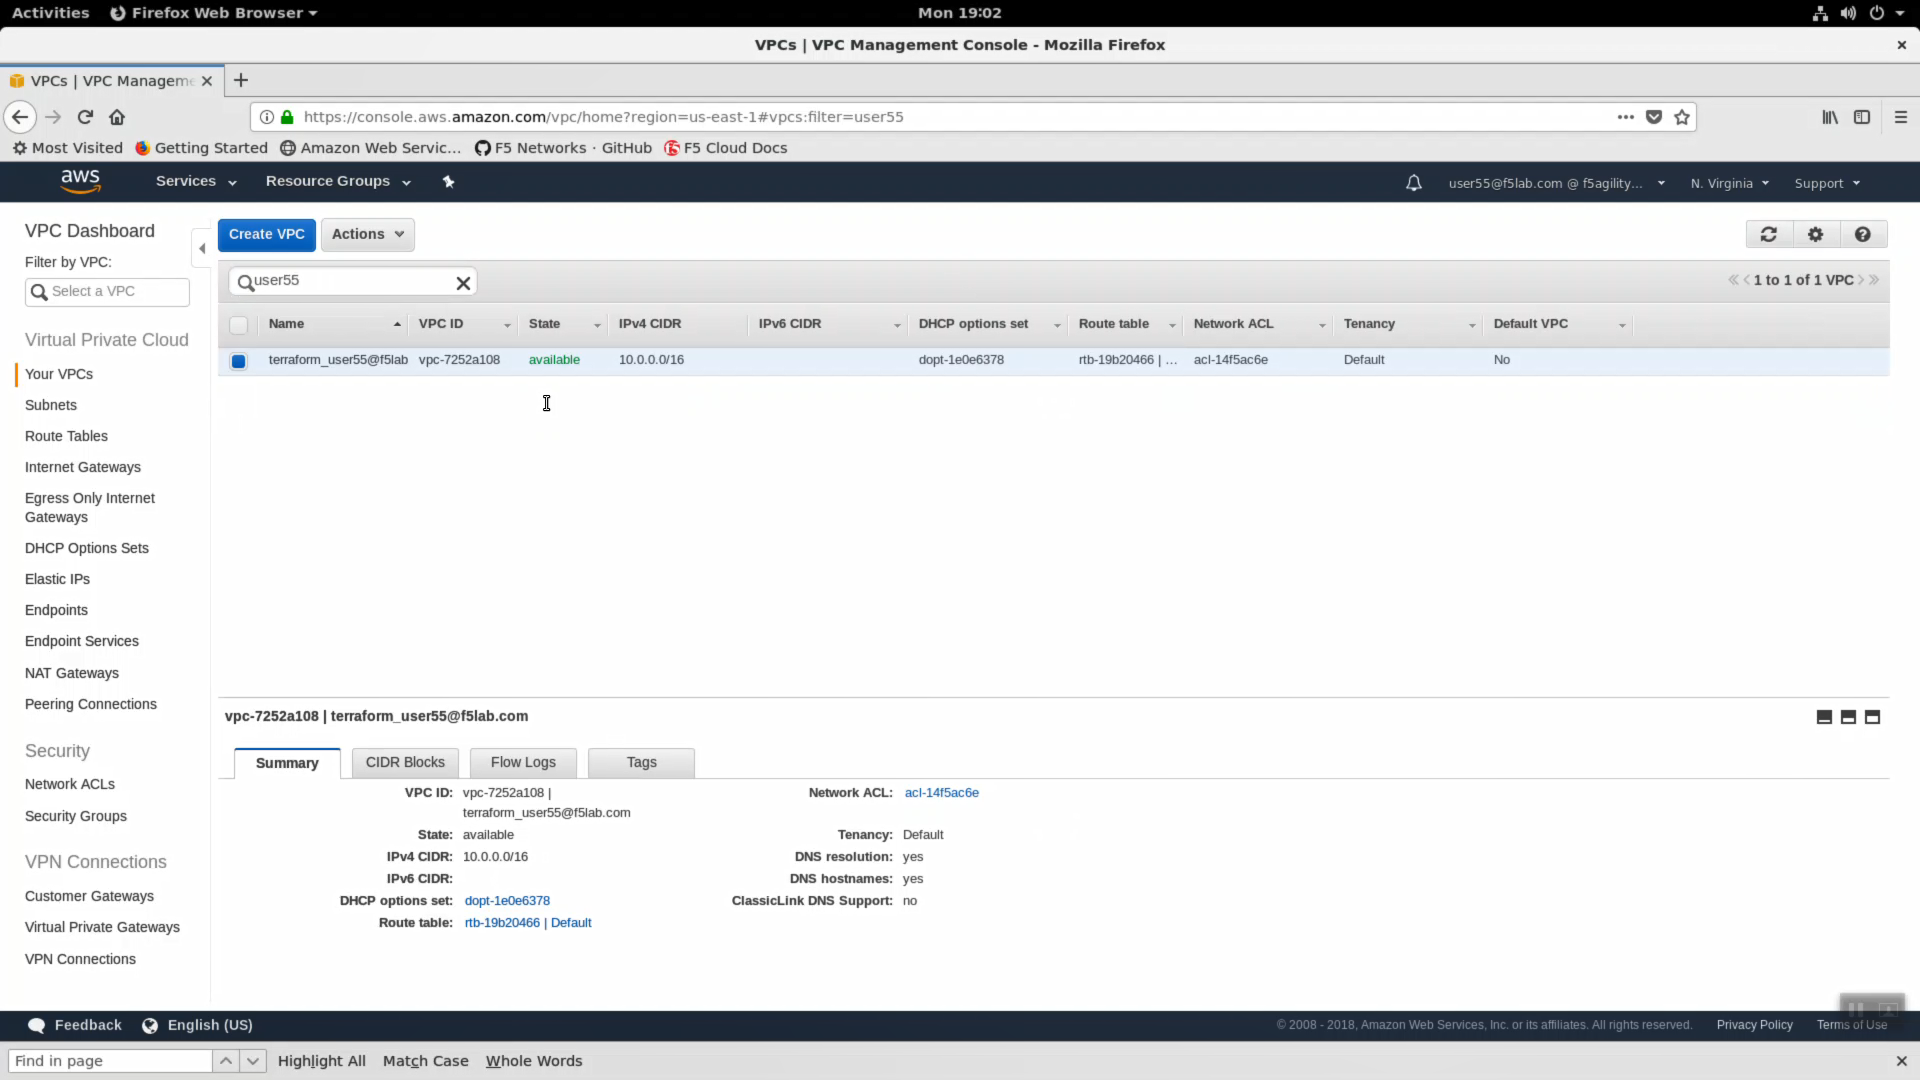 Activities Firefox Web Browser Mon 19:02
VPCs | VPC Management Console - Mozilla Firefox
VPCs | VPC Manageme
https://console.aws.amazon.com/vpc/home?region=us-east-1#vpcs:filter=user55
Most Visited Getting Started Amazon Web Servic... F5 Networks · GitHub F5 Cloud Docs
aws Services Resource Groups user55@f5lab.com @ f5agility... N. Virginia Support
VPC Dashboard
Filter by VPC:
Select a VPC
Virtual Private Cloud
Your VPCs
Subnets
Route Tables
Internet Gateways
Egress Only Internet
Gateways
DHCP Options Sets
Elastic IPs
Endpoints
Endpoint Services
NAT Gateways
Peering Connections
Security
Network ACLs
Security Groups
VPN Connections
Customer Gateways
Virtual Private Gateways
VPN Connections
Create VPC Actions
user55 1 to 1 of 1 VPC
Name VPC ID State IPv4 CIDR IPv6 CIDR DHCP options set Route table Network ACL Tenancy Default VPC
terraform_user55@f5lab vpc-7252a108 available 10.0.0.0/16 dopt-1e0e6378 rtb-19b20466 | ... acl-14f5ac6e Default No
vpc-7252a108 | terraform_user55@f5lab.com
Summary CIDR Blocks Flow Logs Tags
VPC ID: vpc-7252a108 |
terraform_user55@f5lab.com
State: available
IPv4 CIDR: 10.0.0.0/16
IPv6 CIDR:
DHCP options set: dopt-1e0e6378
Route table: rtb-19b20466 | Default
Network ACL: acl-14f5ac6e
Tenancy: Default
DNS resolution: yes
DNS hostnames: yes
ClassicLink DNS Support: no
Feedback English (US) © 2008 - 2018, Amazon Web Services, Inc. or its affiliates. All rights reserved. Privacy Policy Terms of Use
Find in page Highlight All Match Case Whole Words